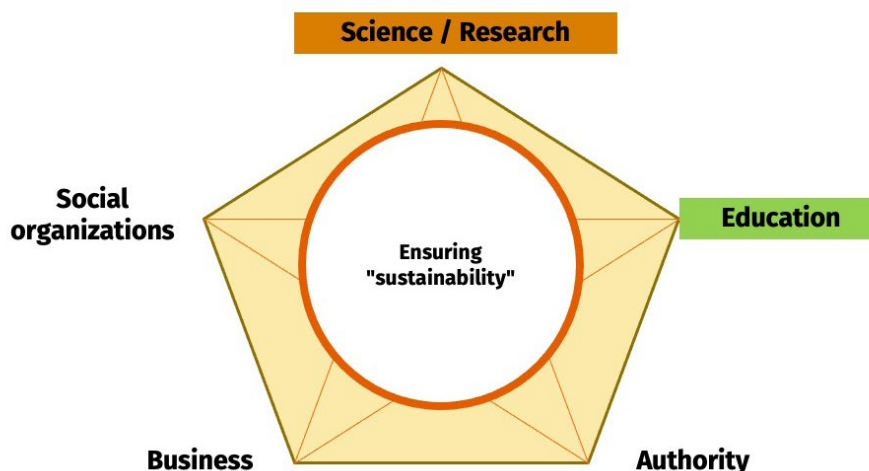 Science / Research
Social
organizations
Education
Ensuring
"sustainability"
Business
Authority